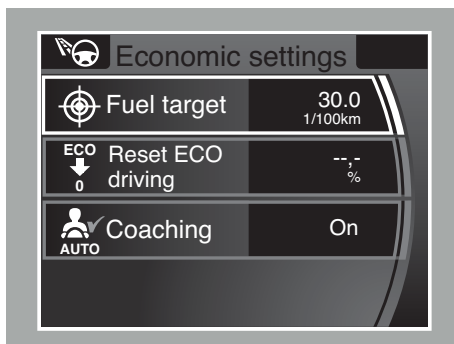 Economic settings
Fuel target
30.0
1/100km
ECO
0
Reset ECO
driving
--,-
%
AUTO
Coaching
On